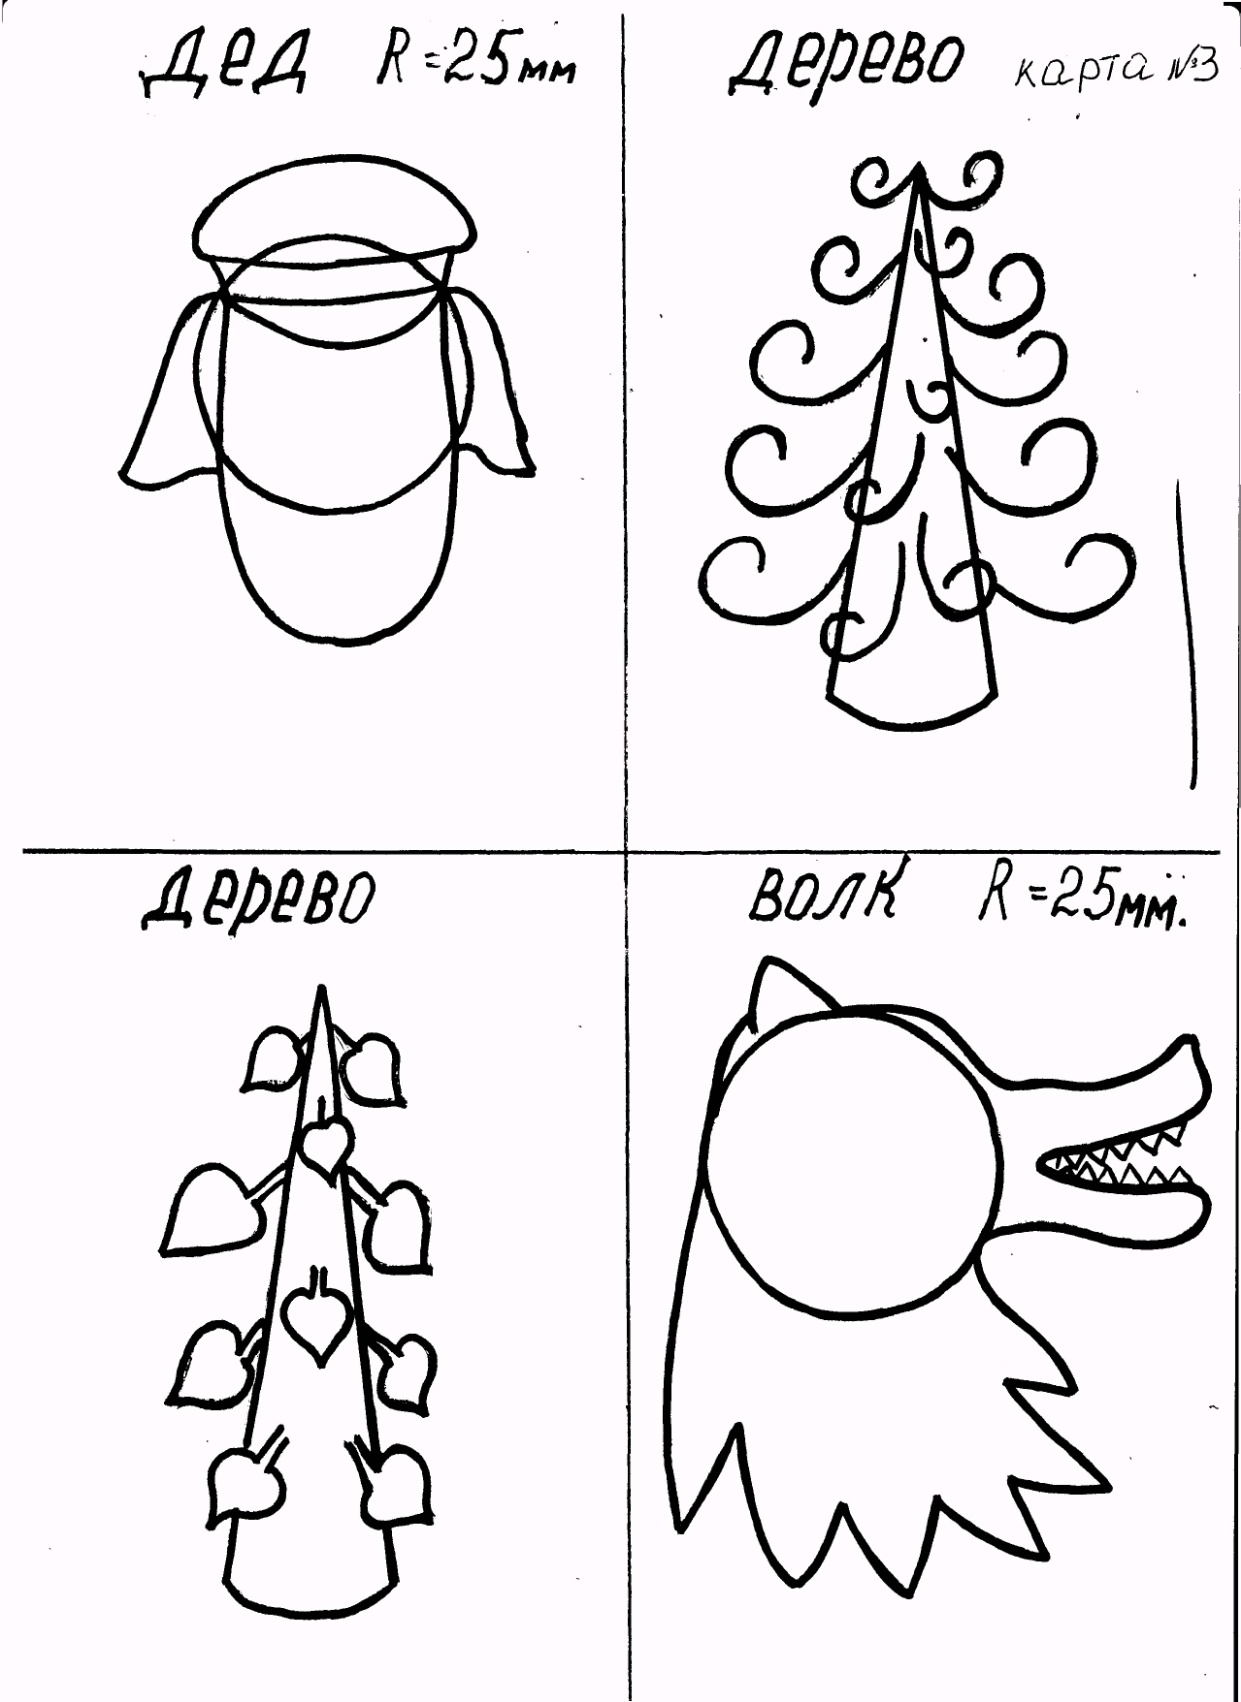 дед R=25мм
дерево карта №3
дерево
волк R=25мм.